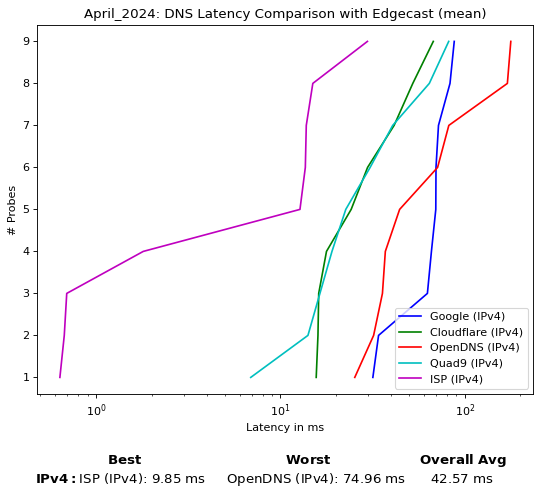 April_2024: DNS Latency Comparison with Edgecast (mean)
9
8
7
6
5
4
3
2
1
# Probes
10⁰ 10¹ 10²
Latency in ms
Google (IPv4)
Cloudflare (IPv4)
OpenDNS (IPv4)
Quad9 (IPv4)
ISP (IPv4)
Best Worst Overall Avg
IPv4: ISP (IPv4): 9.85 ms OpenDNS (IPv4): 74.96 ms 42.57 ms